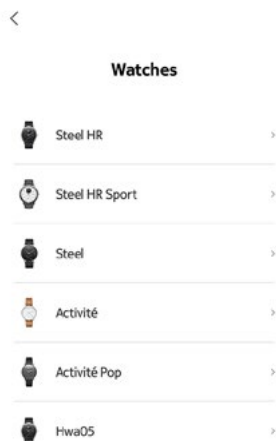 Watches
Steel HR
Steel HR Sport
Steel
Activité
Activité Pop
Hwa05